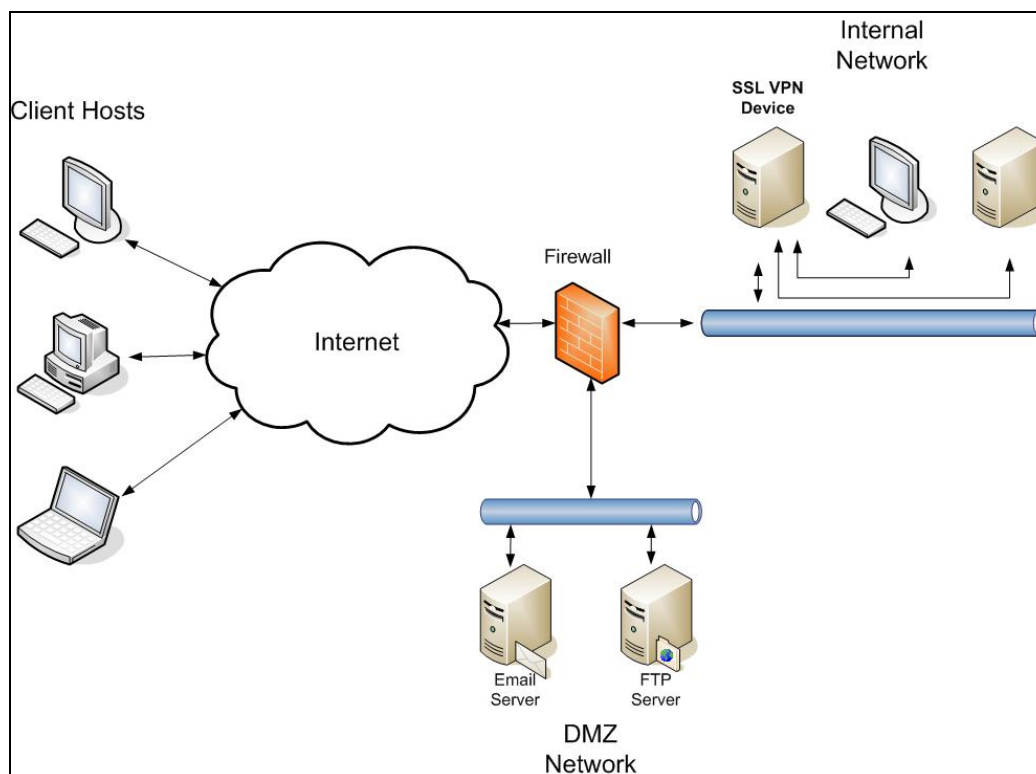 Internal
Network
SSL VPN
Device
Client Hosts
Firewall
Internet
Email
Server
FTP
Server
DMZ
Network